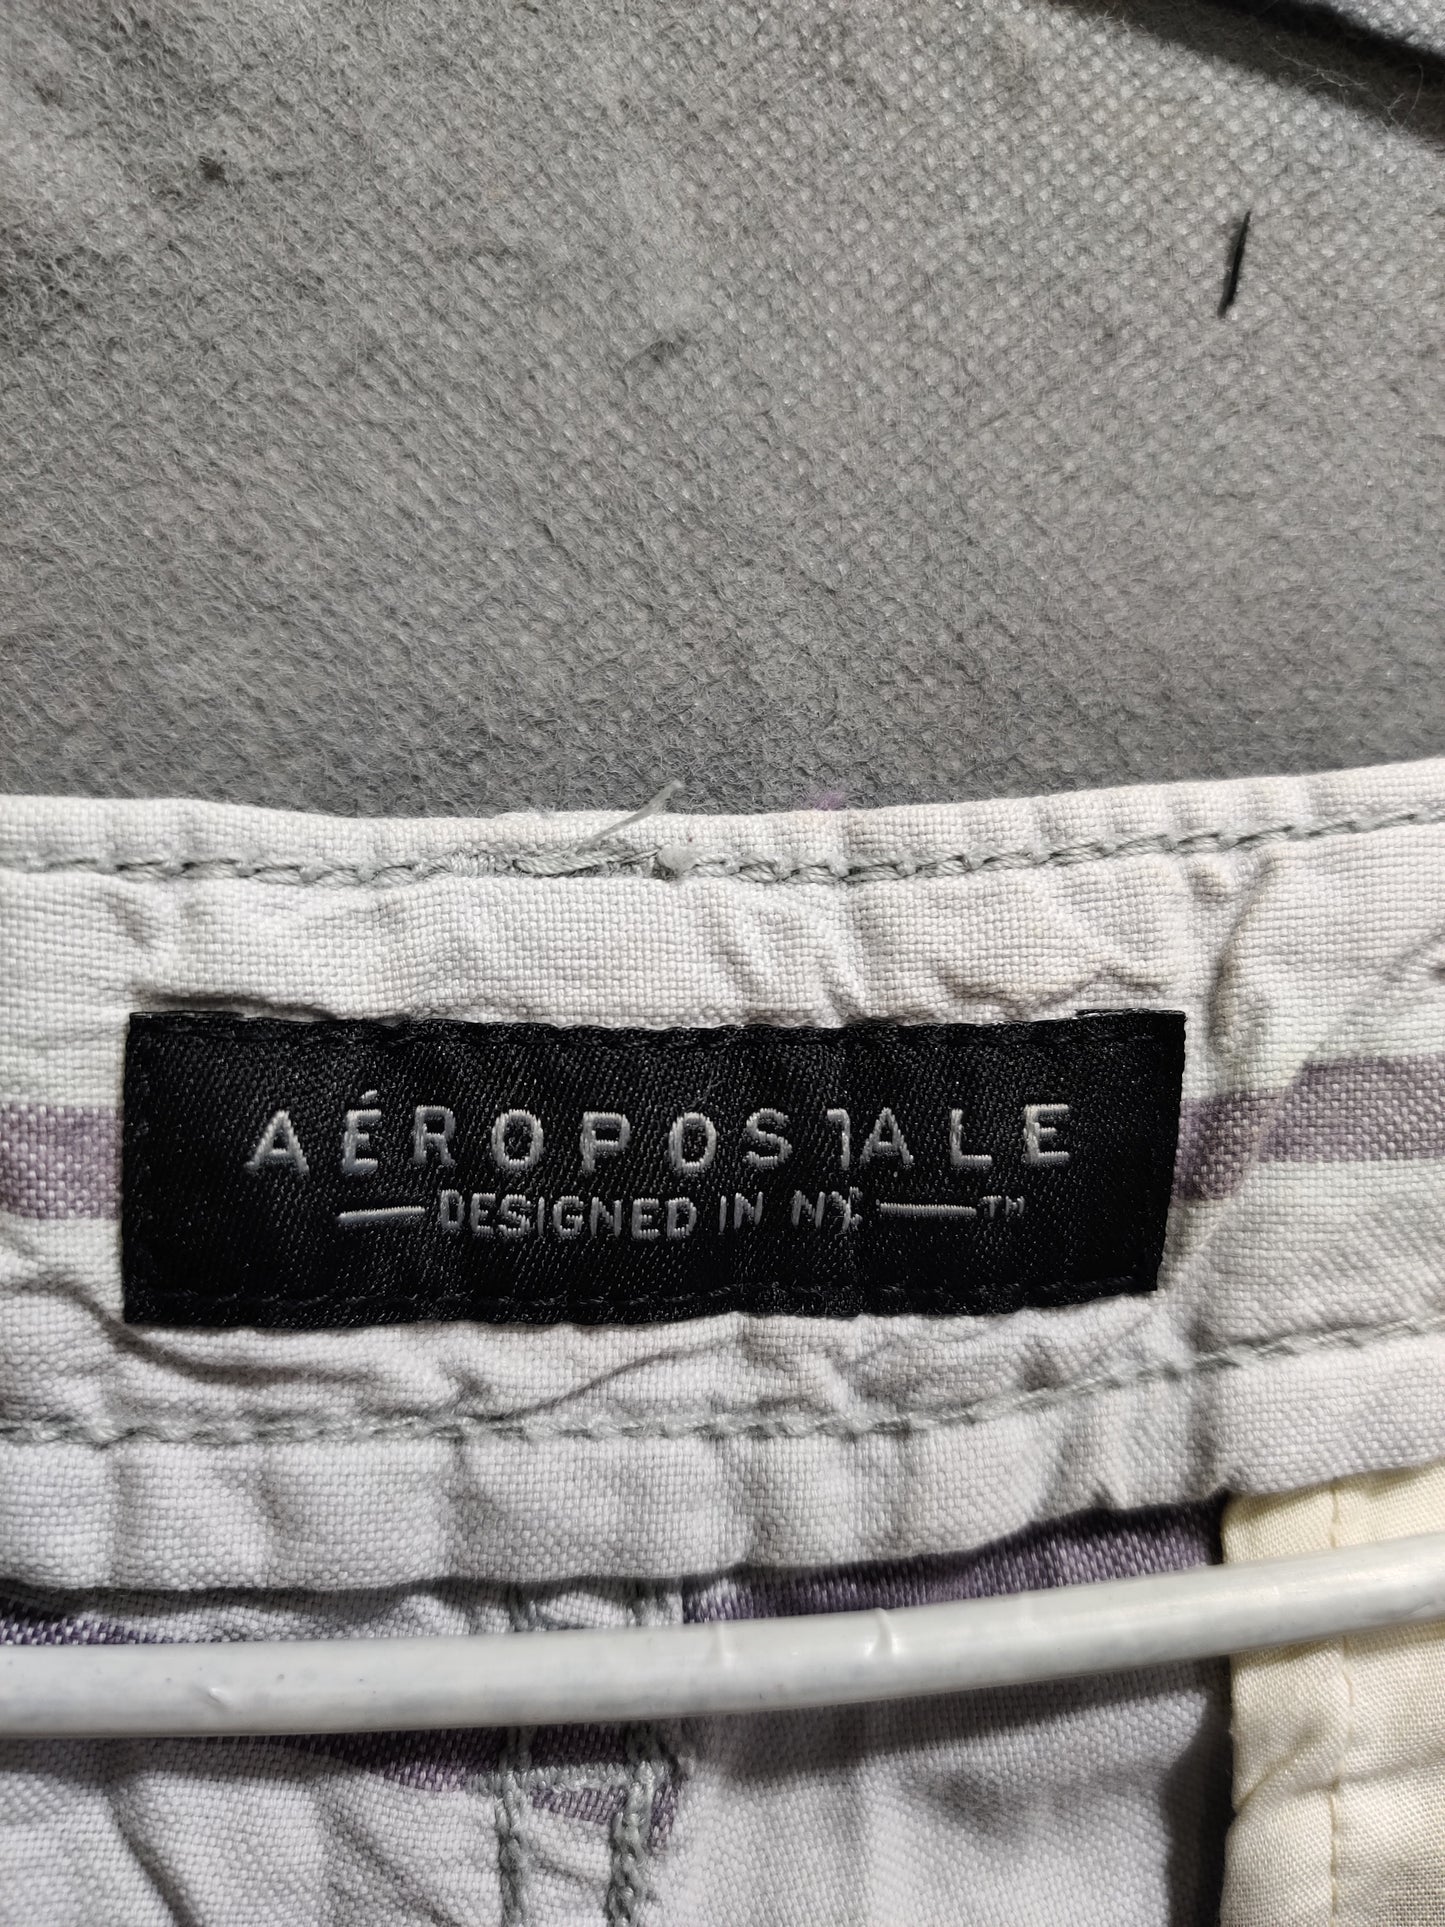 AÉROPOSTALE
— DESIGNED IN NYC — ™